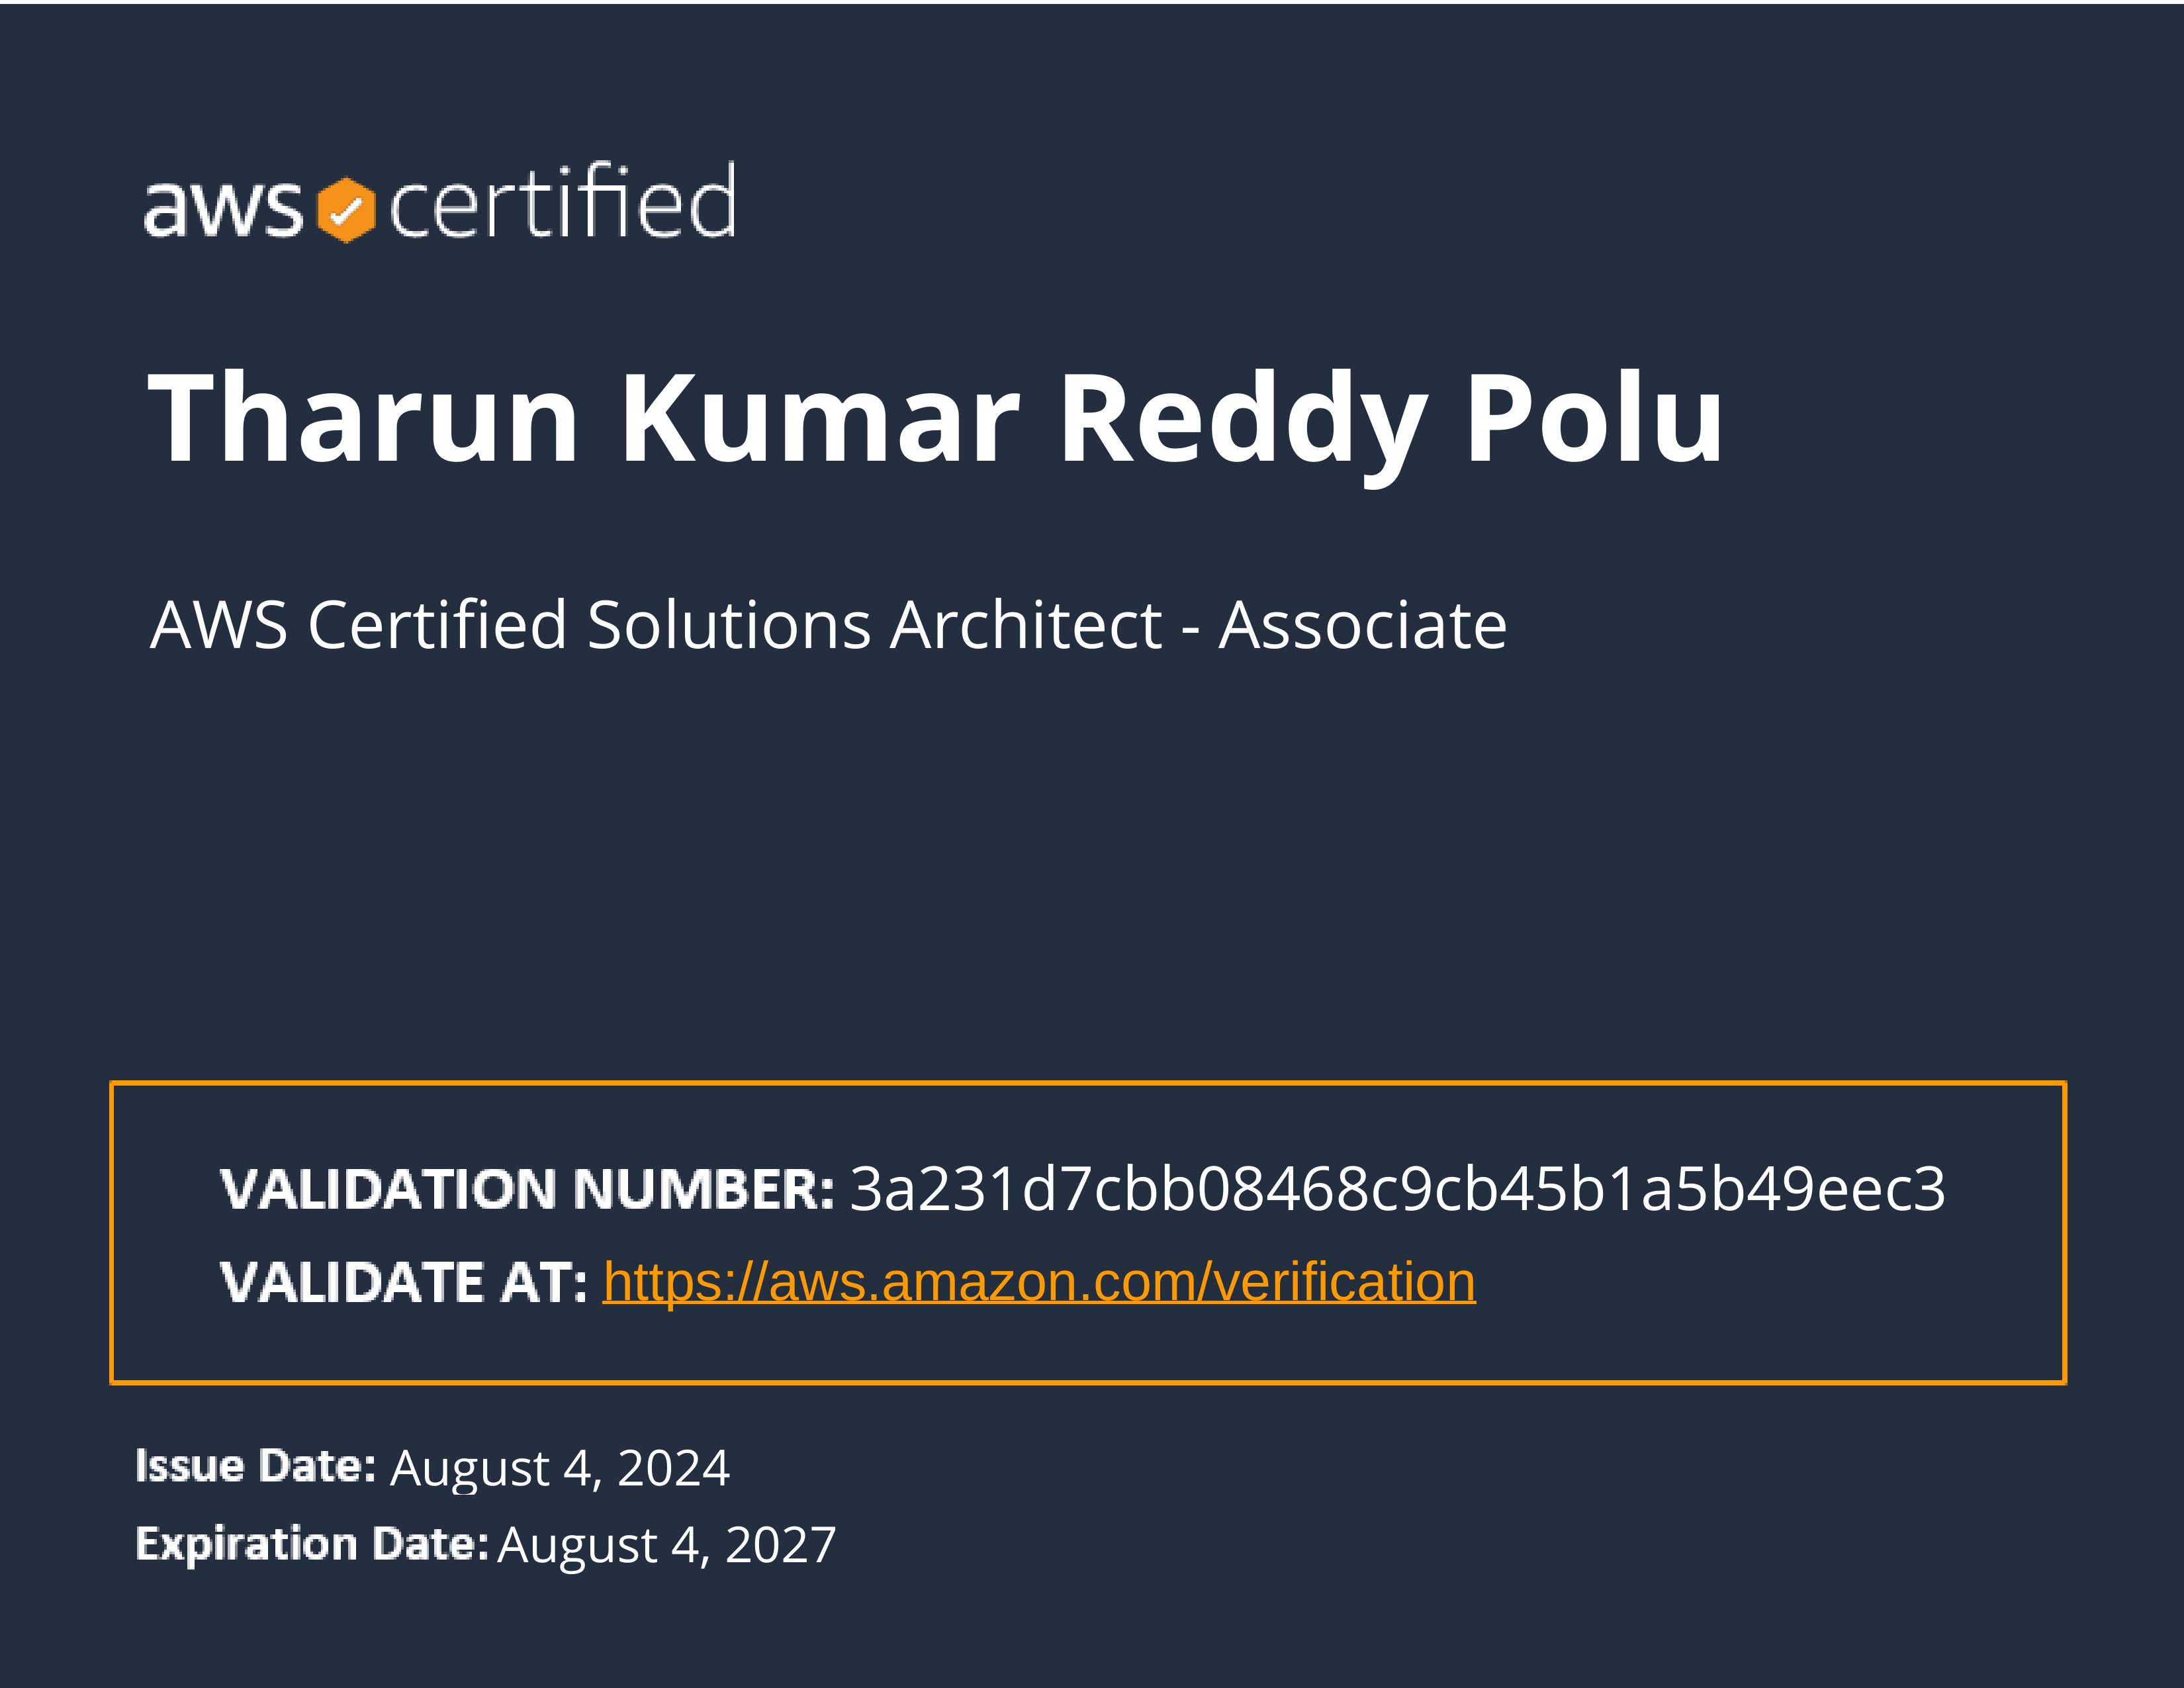 aws certified
Tharun Kumar Reddy Polu
AWS Certified Solutions Architect - Associate
VALIDATION NUMBER: 3a231d7cbb08468c9cb45b1a5b49eec3
VALIDATE AT: https://aws.amazon.com/verification
Issue Date: August 4, 2024
Expiration Date: August 4, 2027